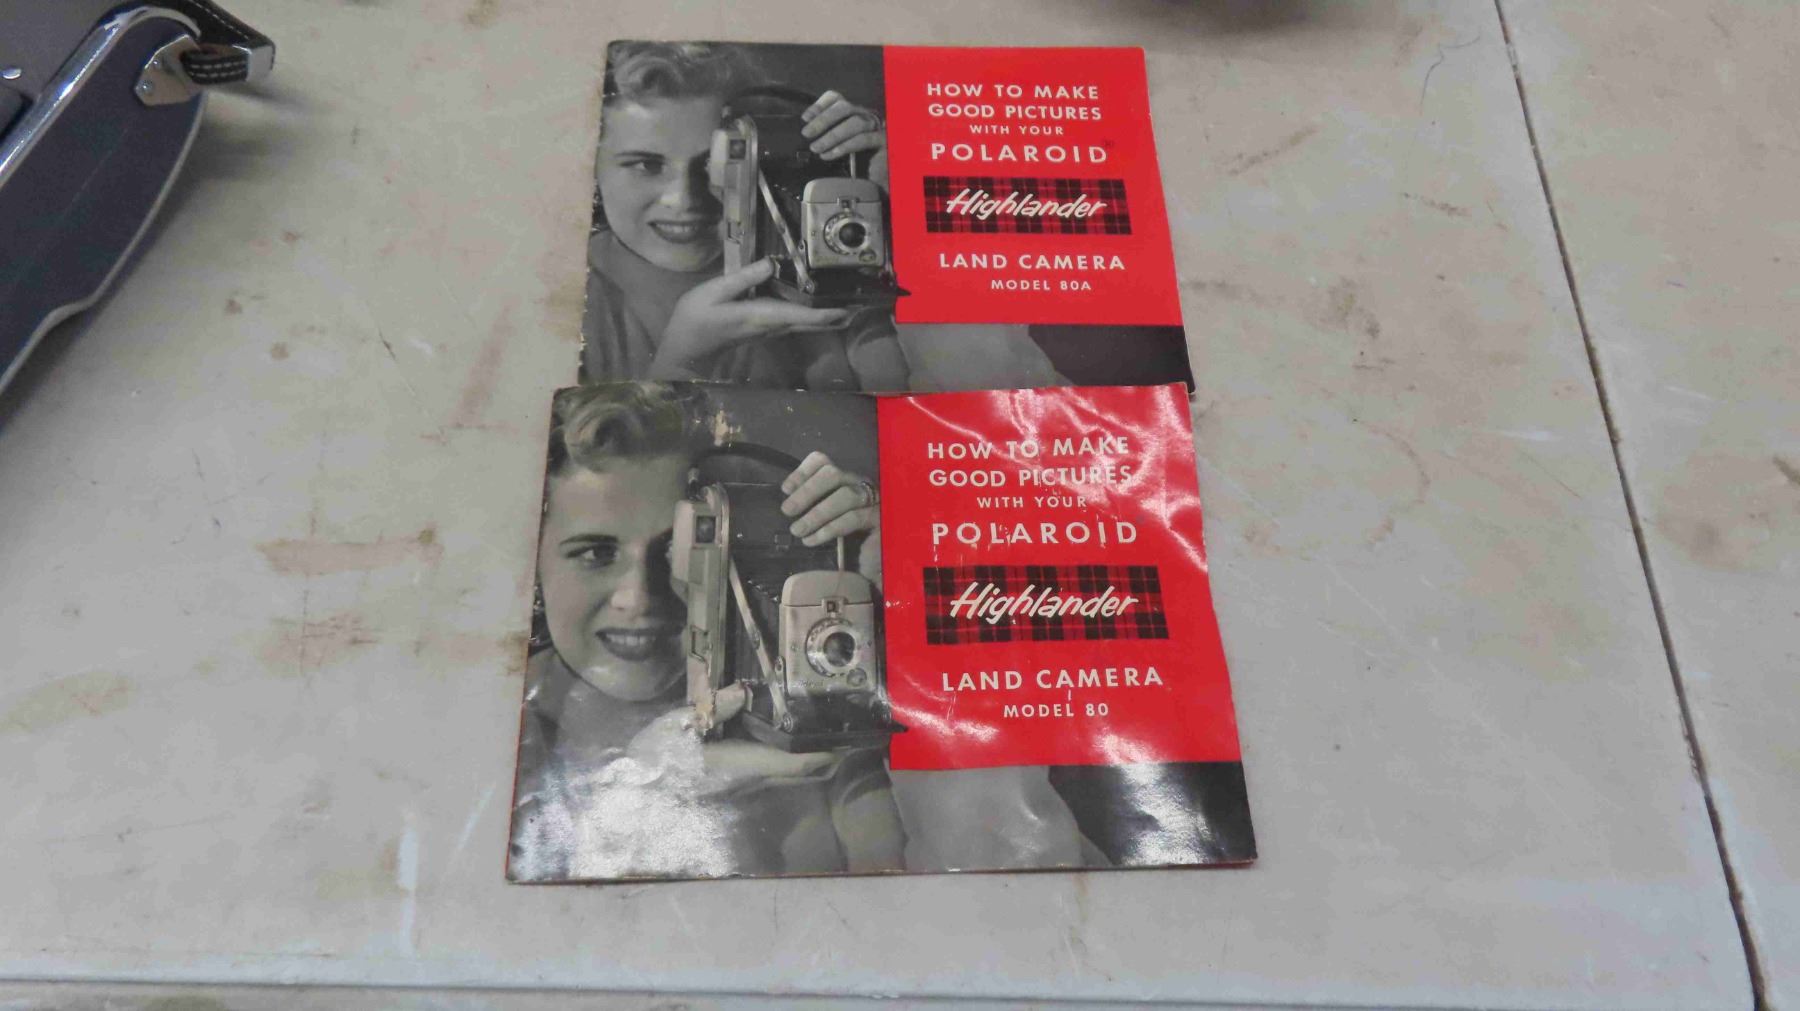 HOW TO MAKE
GOOD PICTURES
WITH YOUR
POLAROID®
Highlander
LAND CAMERA
MODEL 80A
HOW TO MAKE
GOOD PICTURES
WITH YOUR
POLAROID
Highlander
LAND CAMERA
MODEL 80